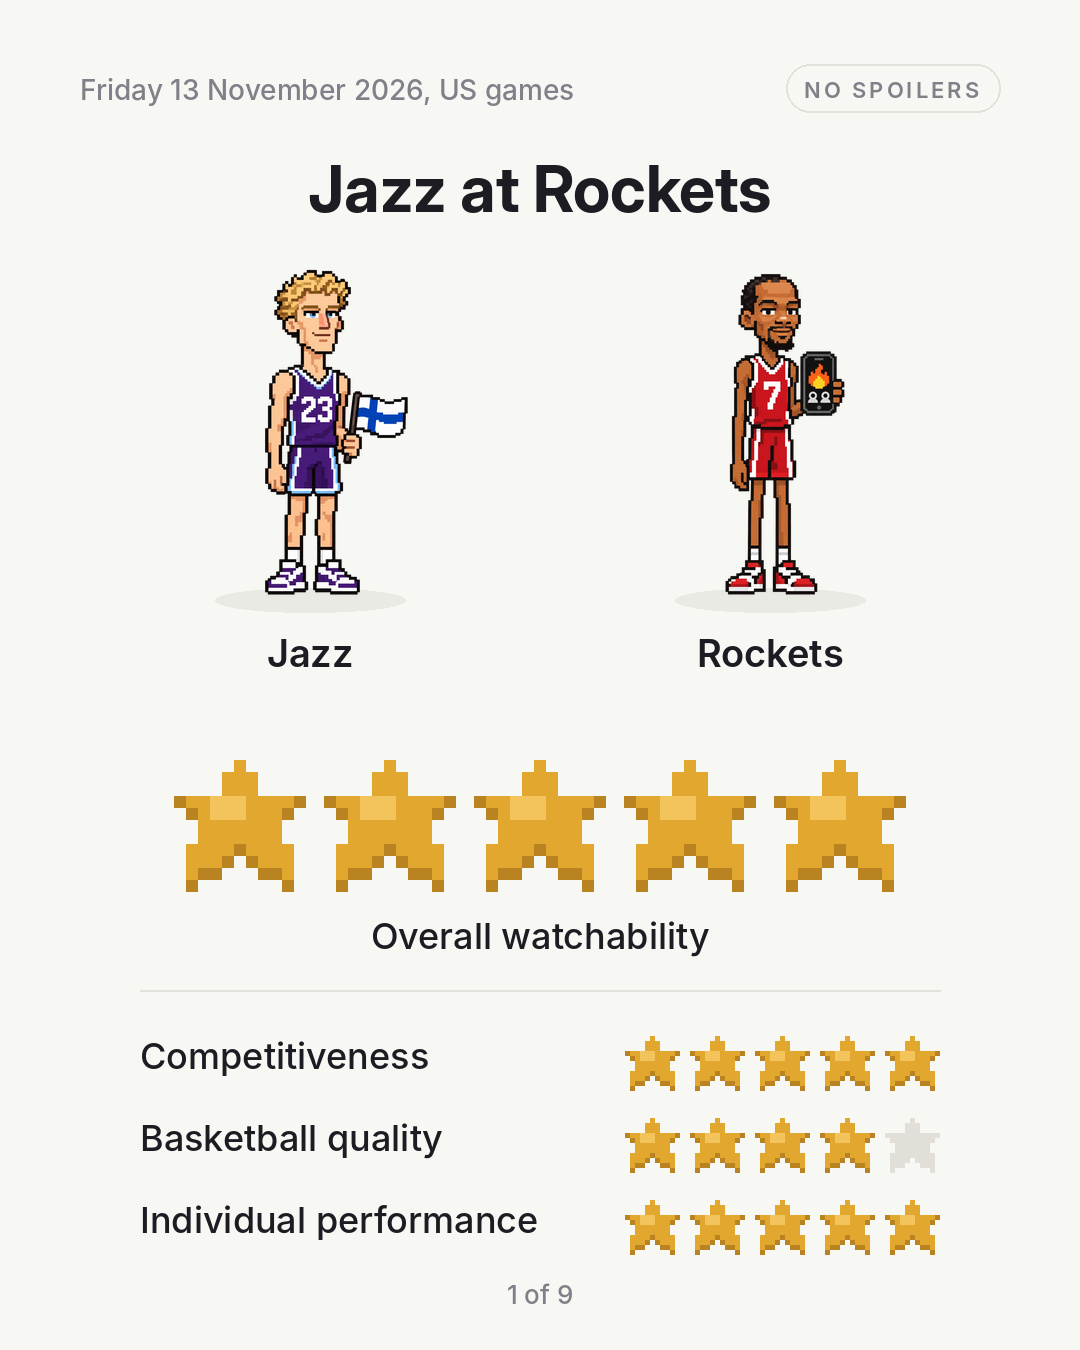 Friday 13 November 2026, US games
NO SPOILERS
Jazz at Rockets
23
7
Jazz
Rockets
Overall watchability
Competitiveness
Basketball quality
Individual performance
1 of 9